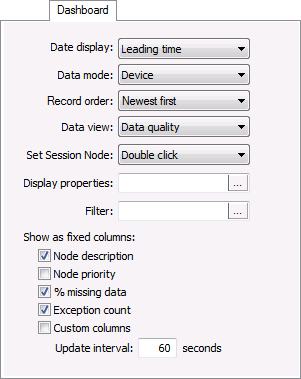 Dashboard
Date display: Leading time
Data mode: Device
Record order: Newest first
Data view: Data quality
Set Session Node: Double click
Display properties: ...
Filter: ...
Show as fixed columns:
Node description
Node priority
% missing data
Exception count
Custom columns
Update interval: 60 seconds